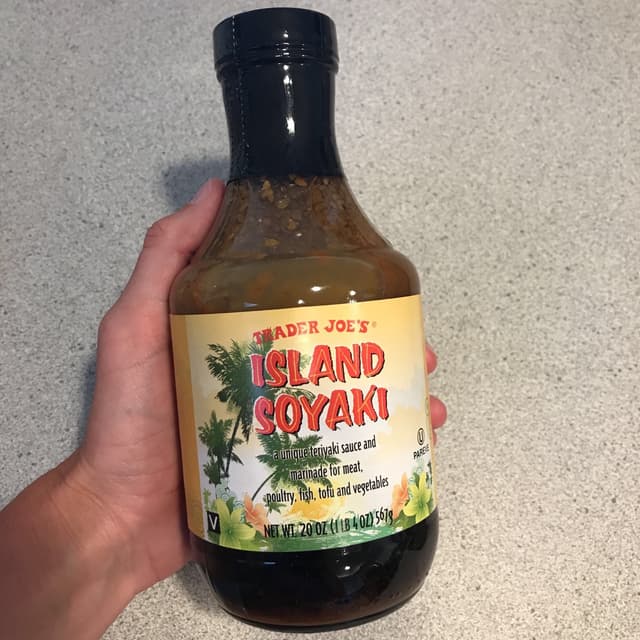 TRADER JOE'S®
ISLAND
SOYAKI
a unique teriyaki sauce and
marinade for meat,
poultry, fish, tofu and vegetables
U
PAREVE
V
NET WT. 20 OZ (1 LB 4 OZ) 567g